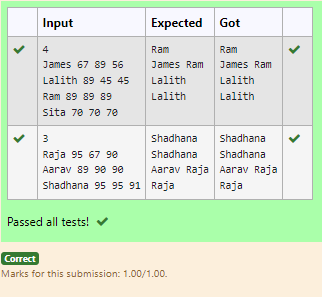 Input Expected Got
4 Ram Ram
James 67 89 56 James Ram James Ram
Lalith 89 45 45 Lalith Lalith
Ram 89 89 89 Lalith Lalith
Sita 70 70 70
3 Shadhana Shadhana
Raja 95 67 90 Shadhana Shadhana
Aarav 89 90 90 Aarav Raja Aarav Raja
Shadhana 95 95 91 Raja Raja
Passed all tests!
Correct
Marks for this submission: 1.00/1.00.